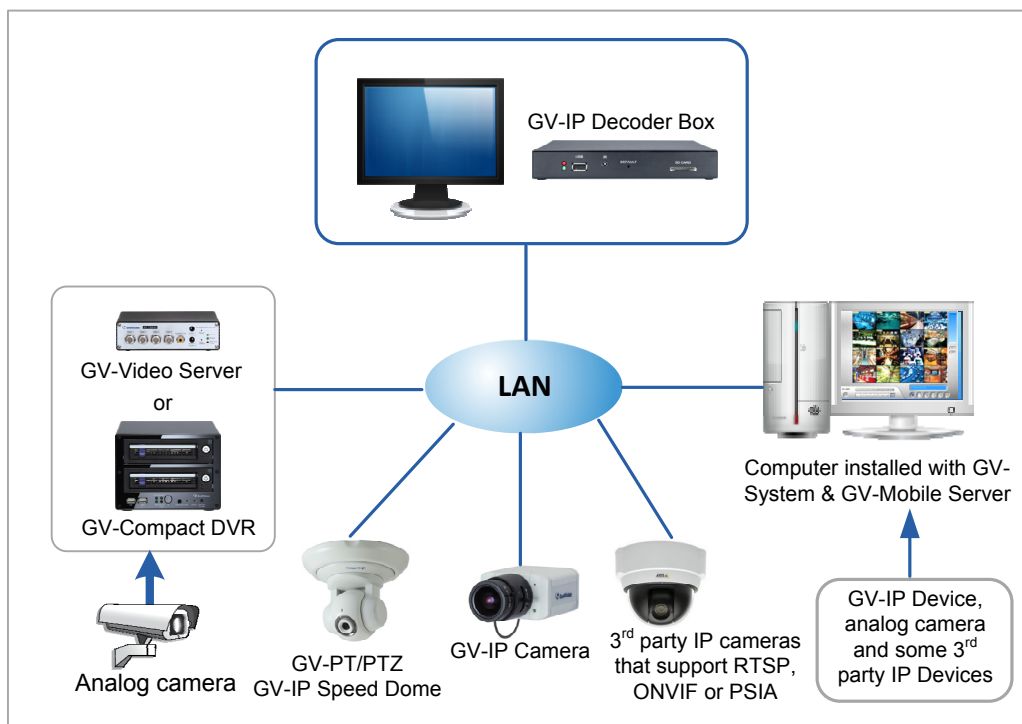 GV-IP Decoder Box
USB
DEFAULT
LAN
GV-Video Server
or
GV-Compact DVR
Analog camera
GV-PT/PTZ
GV-IP Speed Dome
GV-IP Camera
3rd party IP cameras
that support RTSP,
ONVIF or PSIA
Computer installed with GV-
System & GV-Mobile Server
GV-IP Device,
analog camera
and some 3rd
party IP Devices